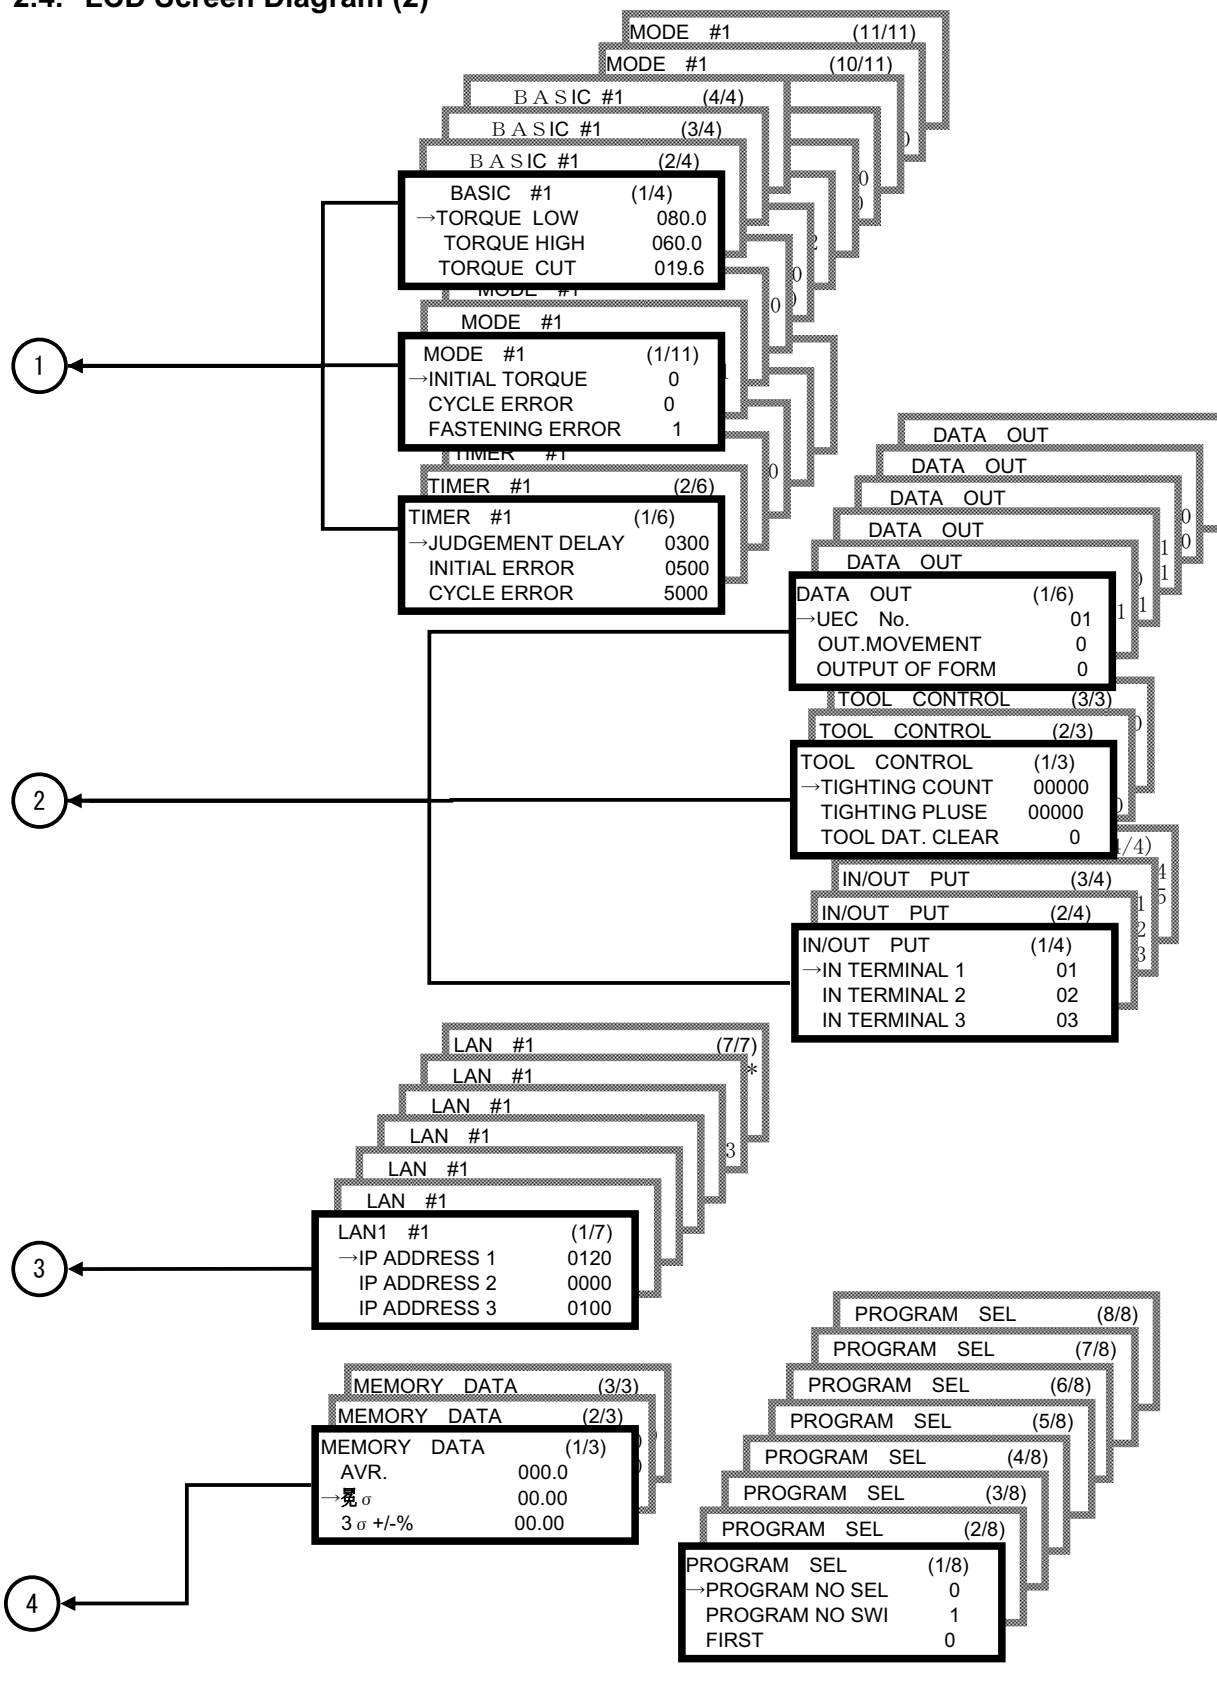 2.4. LCD Screen Diagram (2)
MODE #1 (11/11)
MODE #1 (10/11)
BASIC #1 (4/4)
BASIC #1 (3/4)
BASIC #1 (2/4)
BASIC #1 (1/4)
→TORQUE LOW 080.0
TORQUE HIGH 060.0
TORQUE CUT 019.6
MODE #1
MODE #1
MODE #1 (1/11)
→INITIAL TORQUE 0
CYCLE ERROR 0
FASTENING ERROR 1
1
TIMER #1
TIMER #1 (2/6)
TIMER #1 (1/6)
→JUDGEMENT DELAY 0300
INITIAL ERROR 0500
CYCLE ERROR 5000
DATA OUT
DATA OUT
DATA OUT
DATA OUT
DATA OUT
DATA OUT (1/6)
→UEC No. 01
OUT.MOVEMENT 0
OUTPUT OF FORM 0
TOOL CONTROL (3/3)
TOOL CONTROL (2/3)
TOOL CONTROL (1/3)
→TIGHTING COUNT 00000
TIGHTING PLUSE 00000
TOOL DAT. CLEAR 0
2
/4)
IN/OUT PUT (3/4)
IN/OUT PUT (2/4)
IN/OUT PUT (1/4)
→IN TERMINAL 1 01
IN TERMINAL 2 02
IN TERMINAL 3 03
LAN #1 (7/7)
*
LAN #1
LAN #1
LAN #1
LAN #1
LAN #1
LAN1 #1 (1/7)
→IP ADDRESS 1 0120
IP ADDRESS 2 0000
IP ADDRESS 3 0100
3
MEMORY DATA (3/3)
MEMORY DATA (2/3)
MEMORY DATA (1/3)
AVR. 000.0
→σ 00.00
3σ+/-% 00.00
4
PROGRAM SEL (8/8)
PROGRAM SEL (7/8)
PROGRAM SEL (6/8)
PROGRAM SEL (5/8)
PROGRAM SEL (4/8)
PROGRAM SEL (3/8)
PROGRAM SEL (2/8)
PROGRAM SEL (1/8)
→PROGRAM NO SEL 0
PROGRAM NO SWI 1
FIRST 0